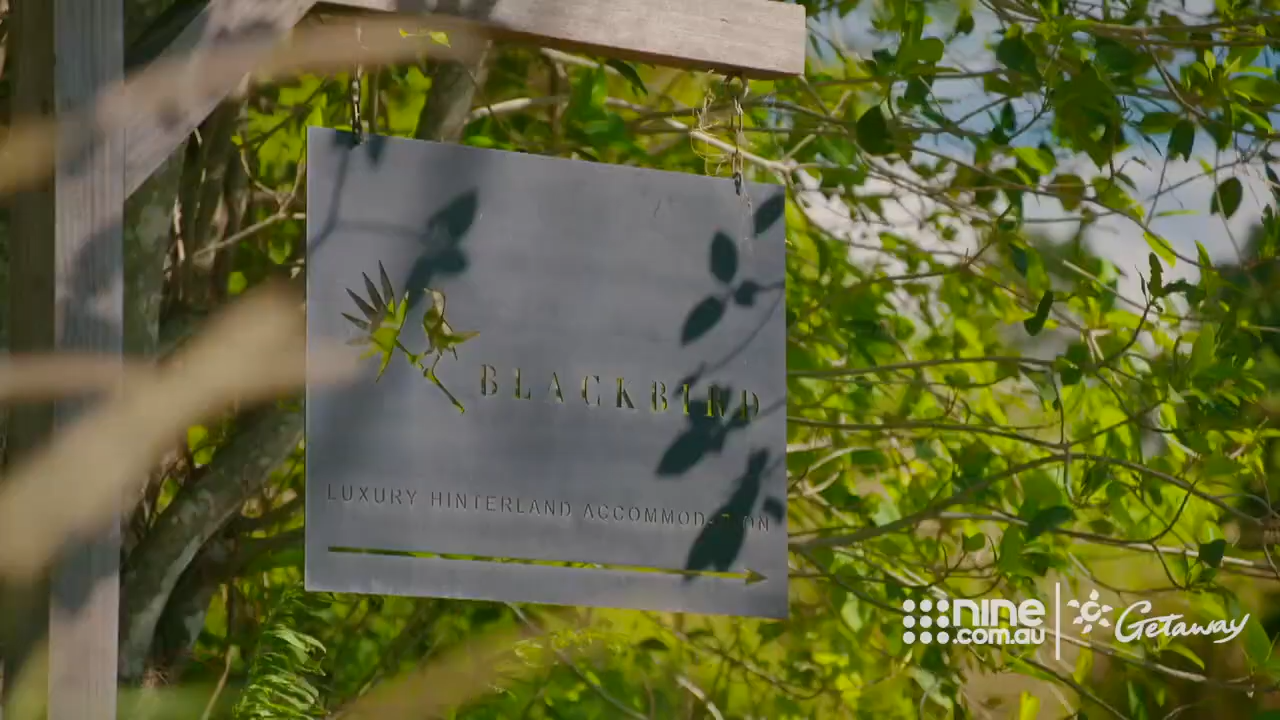 BLACKBIRD
LUXURY HINTERLAND ACCOMMODATION
nine
.com.au
Getaway